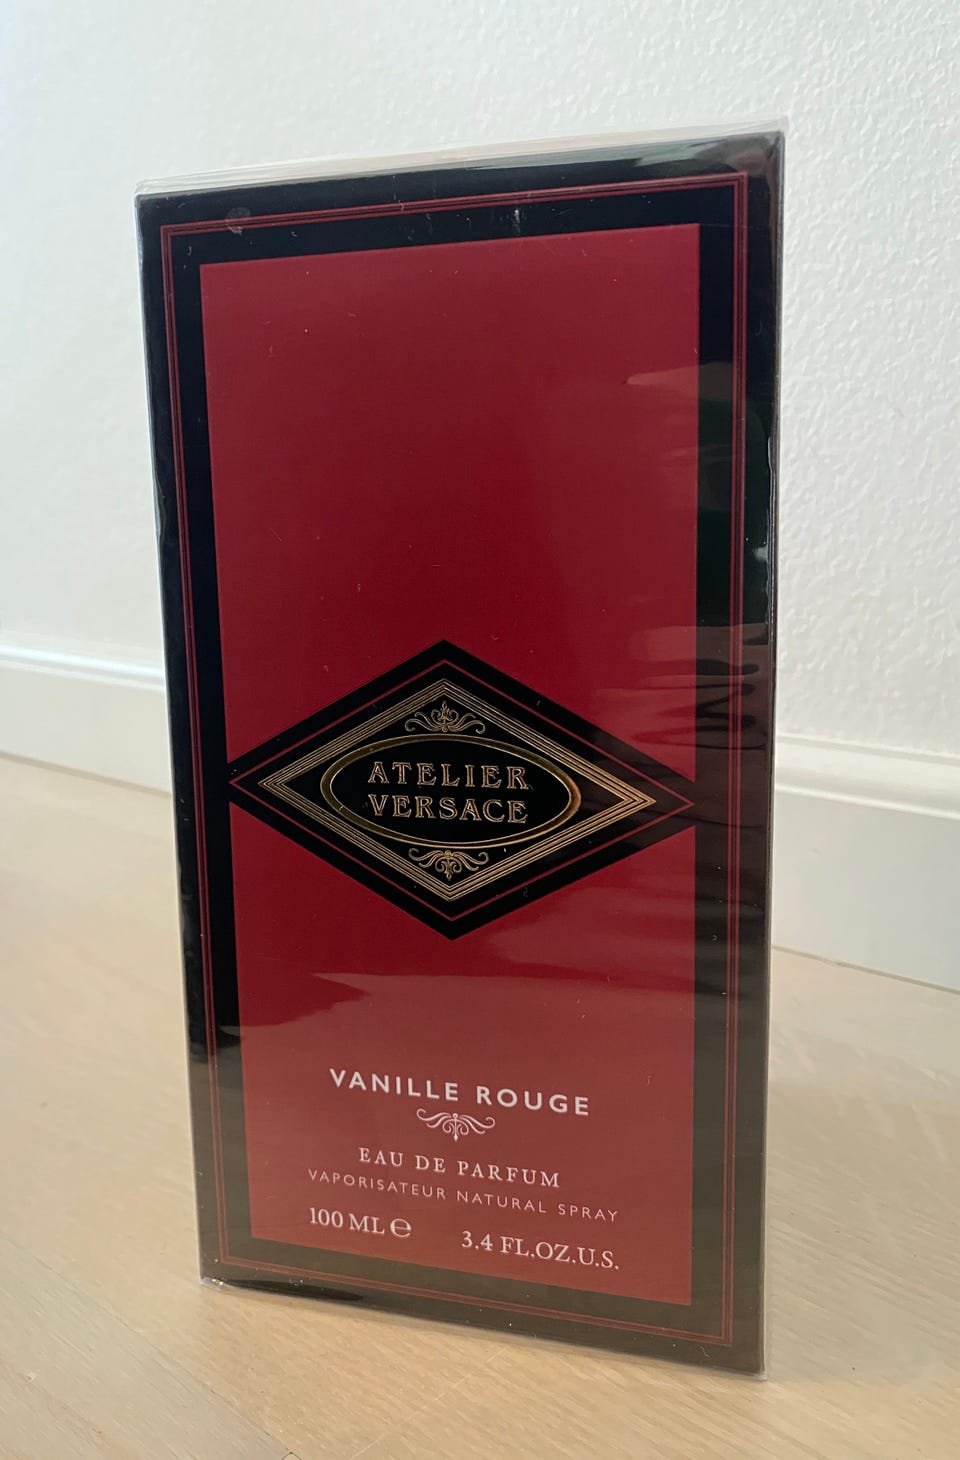 ATELIER
VERSACE
VANILLE ROUGE
EAU DE PARFUM
VAPORISATEUR NATURAL SPRAY
100 ML ℮ 3.4 FL.OZ.U.S.